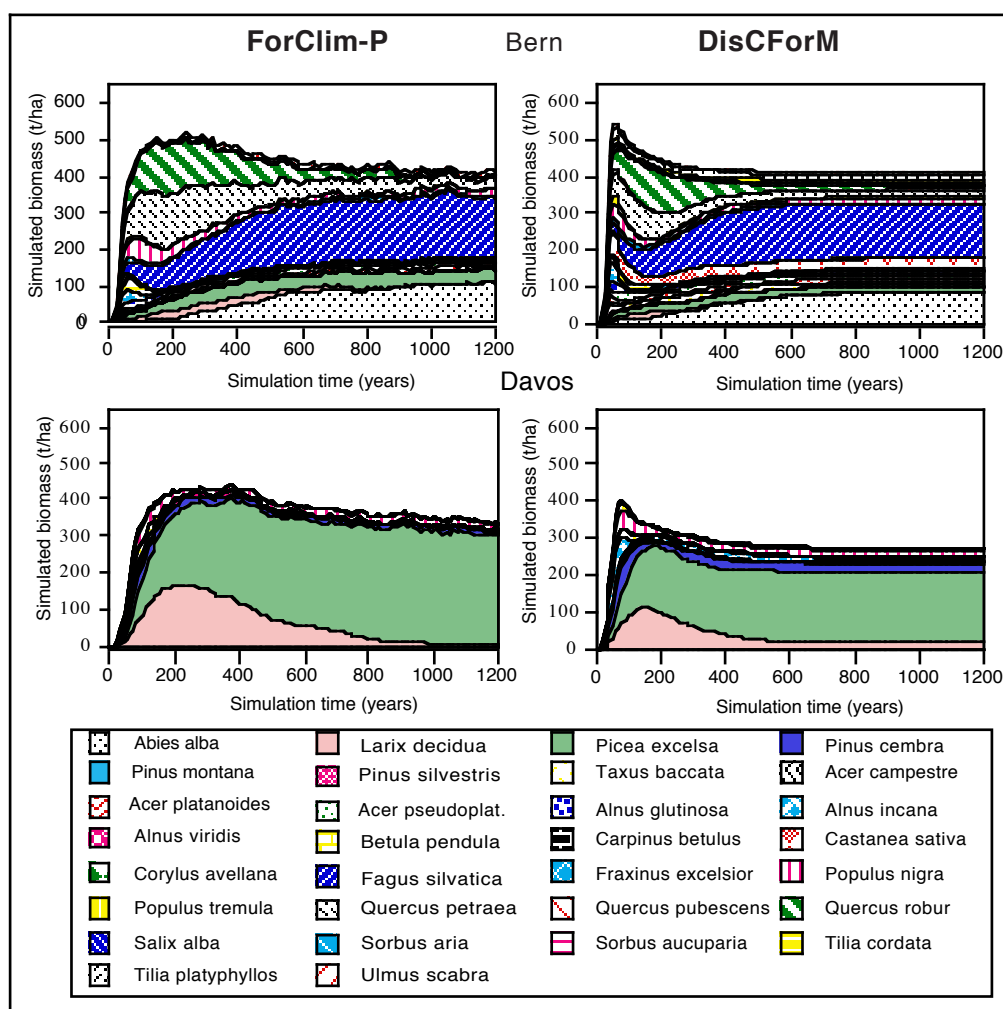 ForClim-P Bern DisCForM
Simulated biomass (t/ha)
600
500
400
300
200
100
0
0 200 400 600 800 1000 1200
Simulation time (years)
Simulated biomass (t/ha)
600
500
400
300
200
100
0
0 200 400 600 800 1000 1200
Simulation time (years)
Davos
Simulated biomass (t/ha)
600
500
400
300
200
100
0
0 200 400 600 800 1000 1200
Simulation time (years)
Simulated biomass (t/ha)
600
500
400
300
200
100
0
0 200 400 600 800 1000 1200
Simulation time (years)
Abies alba Larix decidua Picea excelsa Pinus cembra
Pinus montana Pinus silvestris Taxus baccata Acer campestre
Acer platanoides Acer pseudoplat. Alnus glutinosa Alnus incana
Alnus viridis Betula pendula Carpinus betulus Castanea sativa
Corylus avellana Fagus silvatica Fraxinus excelsior Populus nigra
Populus tremula Quercus petraea Quercus pubescens Quercus robur
Salix alba Sorbus aria Sorbus aucuparia Tilia cordata
Tilia platyphyllos Ulmus scabra